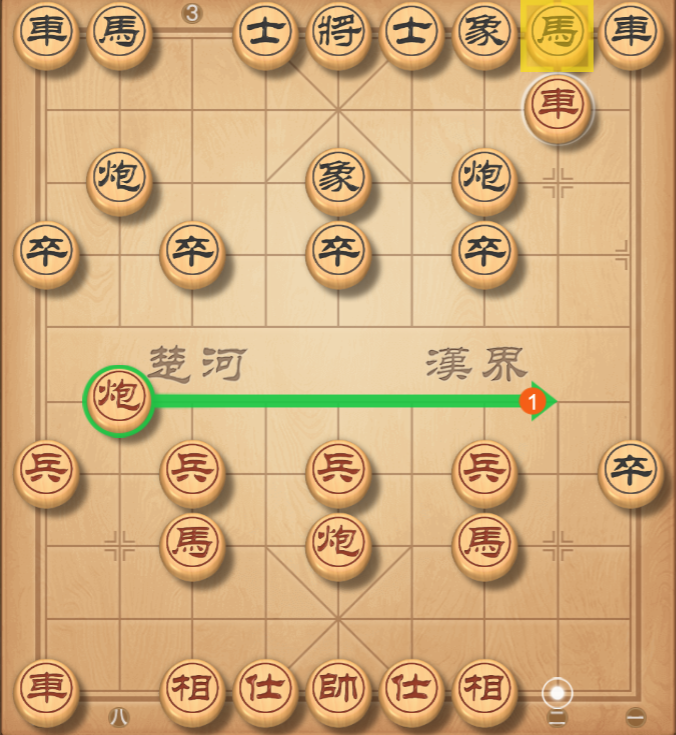 3
車 馬 士 將 士 象 馬 車
車
炮 象 炮
卒 卒 卒 卒
楚河 漢界
炮 1
兵 兵 兵 兵 卒
馬 炮 馬
車 相 仕 帥 仕 相
八 二 一